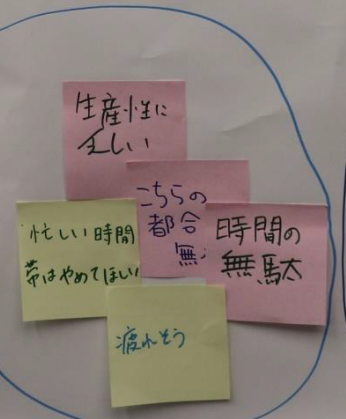 生産性に
乏しい
こちらの
都合
無
時間の
無駄
忙しい時間
帯はやめてほしい
疲れそう